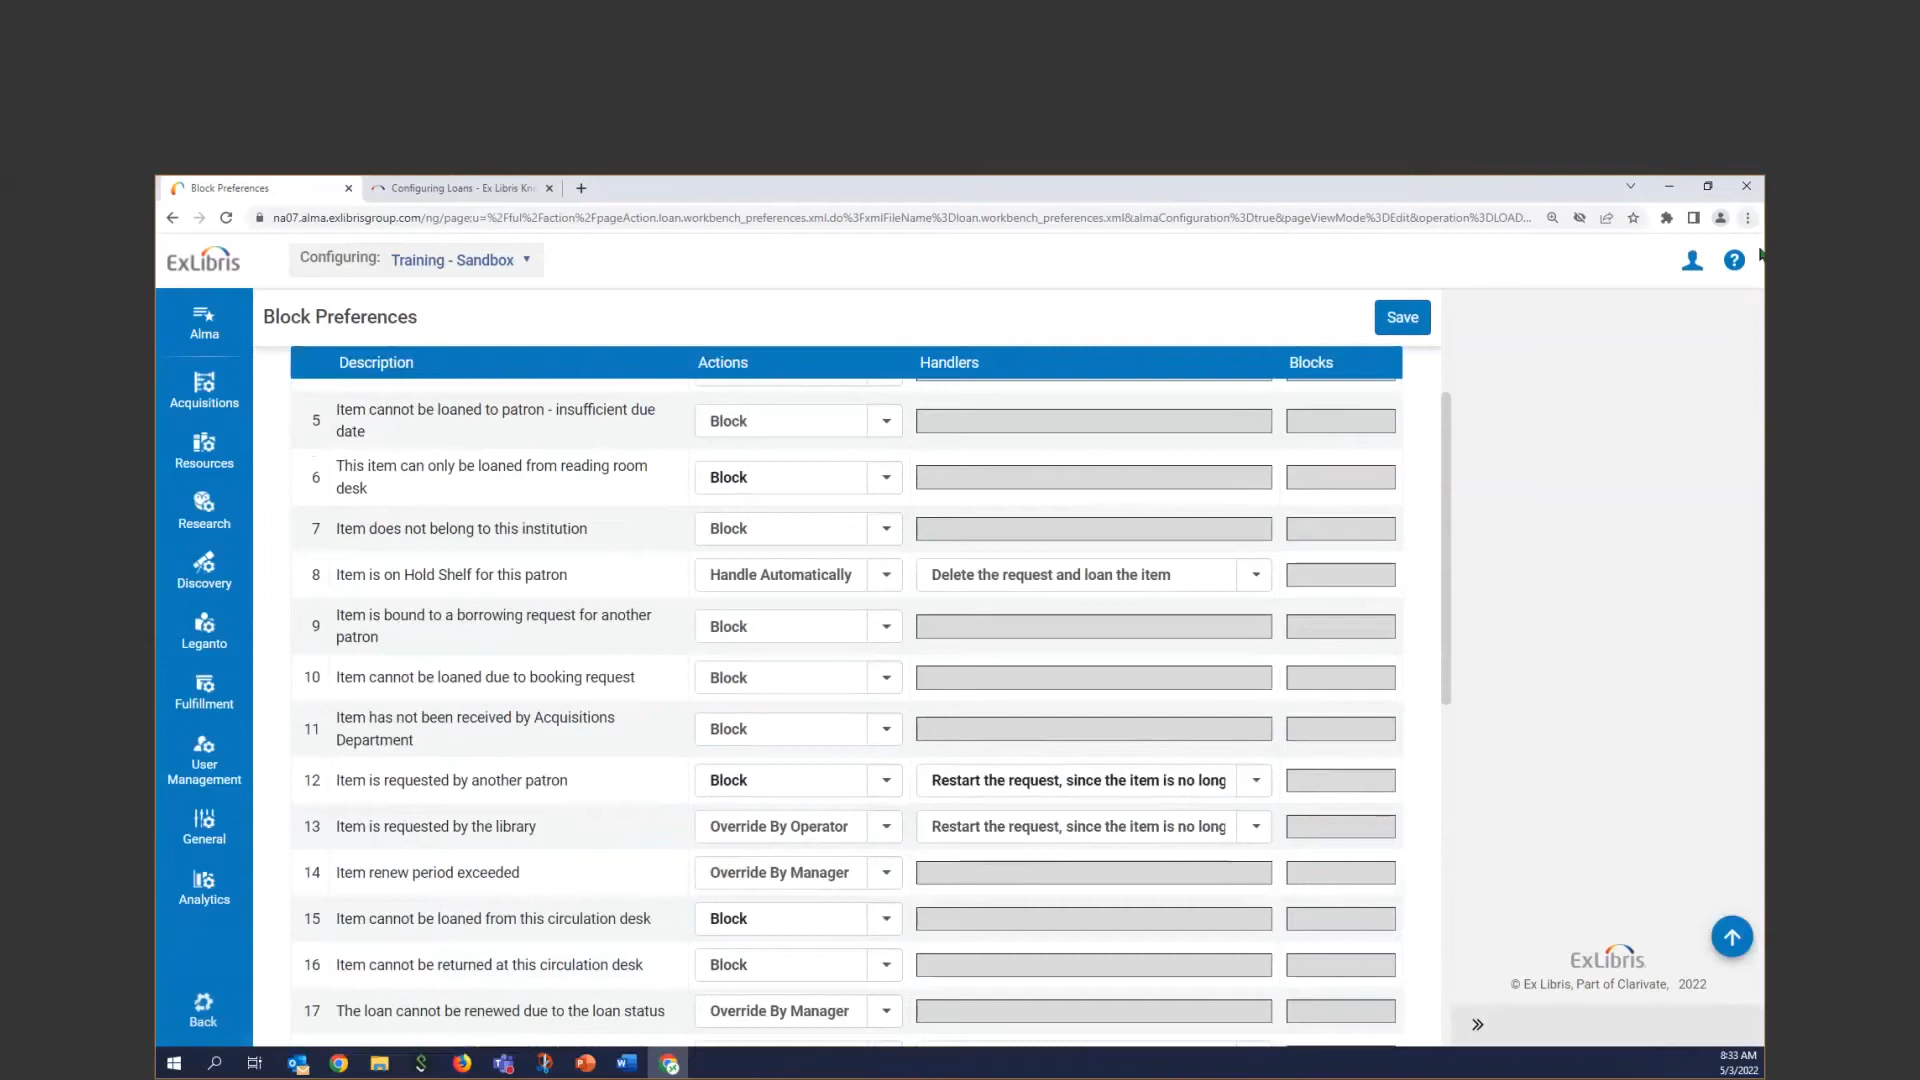 Block Preferences
Configuring Loans - Ex Libris Kn
na07.alma.exlibrisgroup.com/ng/page;u=%2Fful%2Faction%2FpageAction.loan.workbench_preferences.xml.do%3FxmlFileName%3Dloan.workbench_preferences.xml&almaConfiguration%3Dtrue&pageViewMode%3DEdit&operation%3DLOAD...
ExLibris
Configuring: Training - Sandbox
?
Alma
Acquisitions
Resources
Research
Discovery
Leganto
Fulfillment
User
Management
General
Analytics
Back
Block Preferences
Save
Description Actions Handlers Blocks
5 Item cannot be loaned to patron - insufficient due
date
Block
6 This item can only be loaned from reading room
desk
Block
7 Item does not belong to this institution Block
8 Item is on Hold Shelf for this patron Handle Automatically Delete the request and loan the item
9 Item is bound to a borrowing request for another
patron
Block
10 Item cannot be loaned due to booking request Block
11 Item has not been received by Acquisitions
Department
Block
12 Item is requested by another patron Block Restart the request, since the item is no long
13 Item is requested by the library Override By Operator Restart the request, since the item is no long
14 Item renew period exceeded Override By Manager
15 Item cannot be loaned from this circulation desk Block
16 Item cannot be returned at this circulation desk Block
17 The loan cannot be renewed due to the loan status Override By Manager
ExLibris
© Ex Libris, Part of Clarivate, 2022
8:33 AM
5/3/2022